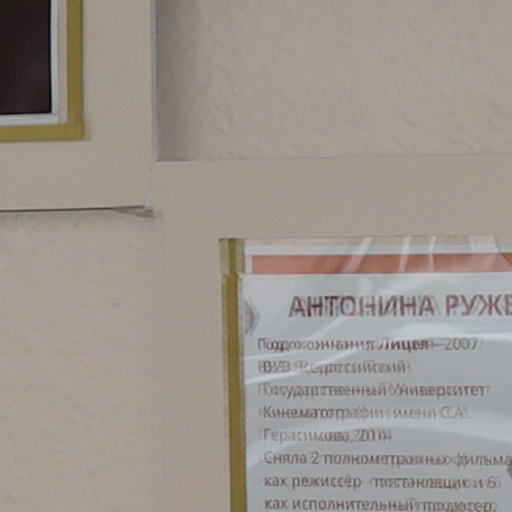 АНТОНИНА РУЖЕ
Год окончания Лицея – 2007.
ВУЗ: Всероссийский
Государственный Университет
Кинематографии имени С.А.
Герасимова, 2014
Сняла 2 полнометражных фильма
как режиссёр - постановщик и 6
как исполнительный продюсер.